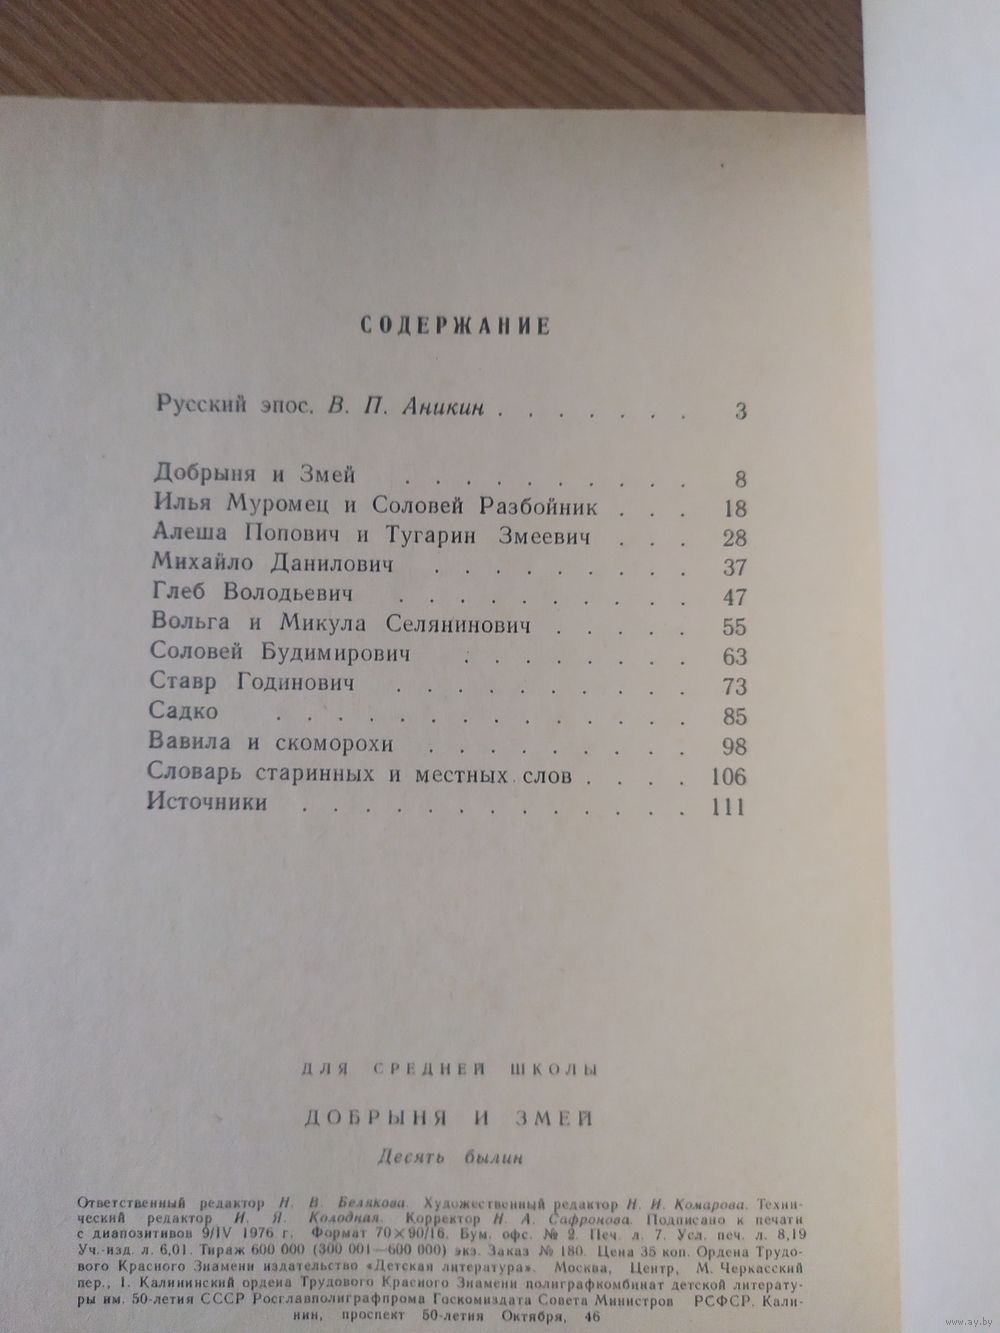 СОДЕРЖАНИЕ
Русский эпос. В. П. Аникин . . . . . . . 3
Добрыня и Змей . . . . . . . . . . 8
Илья Муромец и Соловей Разбойник . . . 18
Алеша Попович и Тугарин Змеевич . . . 28
Михайло Данилович . . . . . . . . . 37
Глеб Володьевич . . . . . . . . . . 47
Вольга и Микула Селянинович . . . . . 55
Соловей Будимирович . . . . . . . . 63
Ставр Годинович . . . . . . . . . . 73
Садко . . . . . . . . . . . . . . 85
Вавила и скоморохи . . . . . . . . . 98
Словарь старинных и местных слов . . . . 106
Источники . . . . . . . . . . . . . 111
ДЛЯ СРЕДНЕЙ ШКОЛЫ
ДОБРЫНЯ И ЗМЕЙ
Десять былин
Ответственный редактор Н. В. Белякова. Художественный редактор Н. И. Комарова. Техни-
ческий редактор И. Я. Колодная. Корректор Н. А. Сафронова. Подписано к печати
с диапозитивов 9/IV 1976 г. Формат 70×90/16. Бум. офс. № 2. Печ. л. 7. Усл. печ. л. 8,19
Уч.-изд. л. 6,01. Тираж 600 000 (300 001—600 000) экз. Заказ № 180. Цена 35 коп. Ордена Трудо-
вого Красного Знамени издательство «Детская литература». Москва, Центр, М. Черкасский
пер., 1. Калининский ордена Трудового Красного Знамени полиграфкомбинат детской литерату-
ры им. 50-летия СССР Росглавполиграфпрома Госкомиздата Совета Министров РСФСР. Кали-
нин, проспект 50-летия Октября, 46
www.ay.by